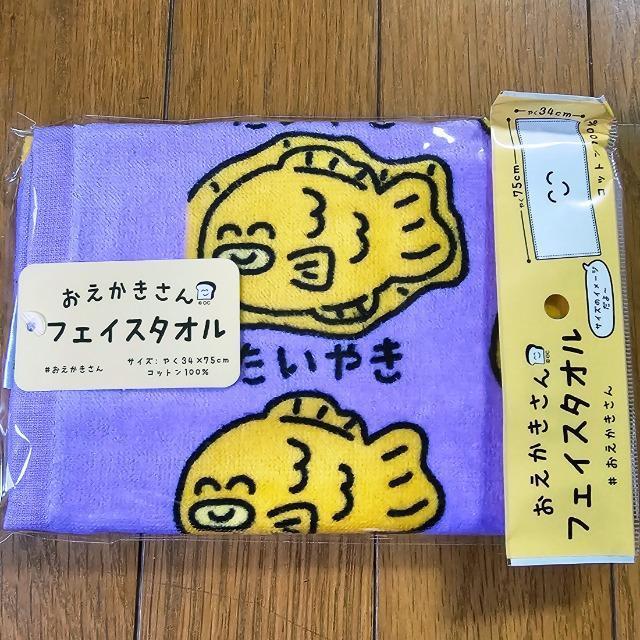 おえかきさん
©OC
フェイスタオル
#おえかきさん
サイズ：やく34×75cm
コットン100%
たいやき
やく34cm
やく75cm
コットン100%
サイズのイメージ
だよ〜
おえかきさん
©OC
フェイスタオル
#おえかきさん